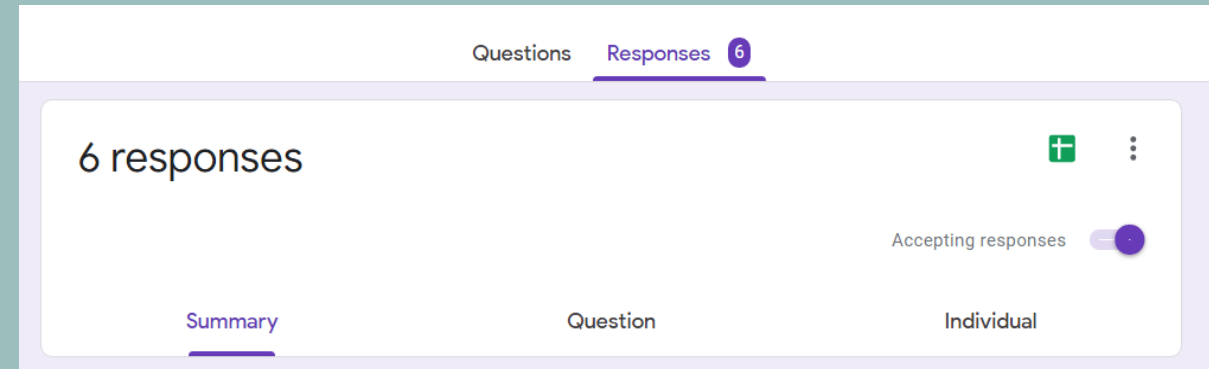 Questions Responses 6
6 responses
Accepting responses
Summary Question Individual